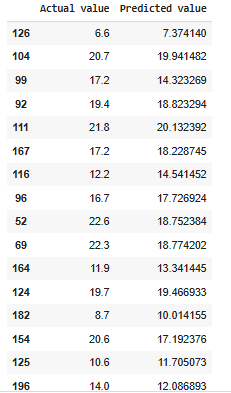 Actual value Predicted value
126 6.6 7.374140
104 20.7 19.941482
99 17.2 14.323269
92 19.4 18.823294
111 21.8 20.132392
167 17.2 18.228745
116 12.2 14.541452
96 16.7 17.726924
52 22.6 18.752384
69 22.3 18.774202
164 11.9 13.341445
124 19.7 19.466933
182 8.7 10.014155
154 20.6 17.192376
125 10.6 11.705073
196 14.0 12.086893